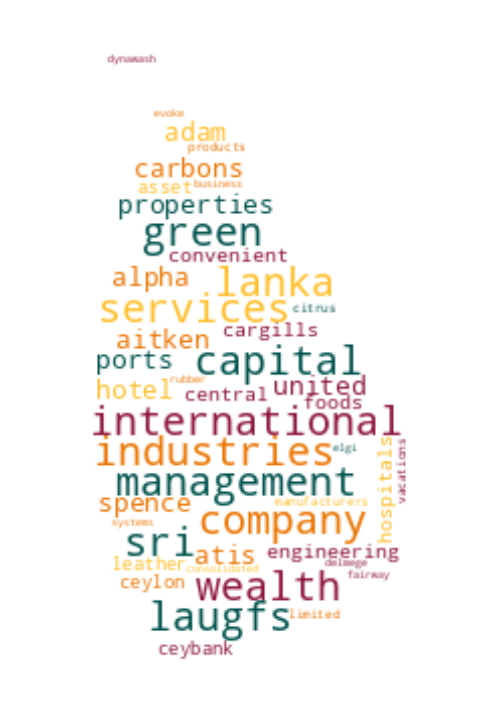 dynawash
evoke
adam
products
carbons
asset business
properties
green
convenient
alpha lanka
services citrus
aitken cargills
ports capital
hotel rubber central united
foods
international
industries elgi
management hospitals vacations
spence manufacturers
systems company
sri atis engineering
leather consolidated delmege
ceylon wealth fairway
laugfs limited
ceybank